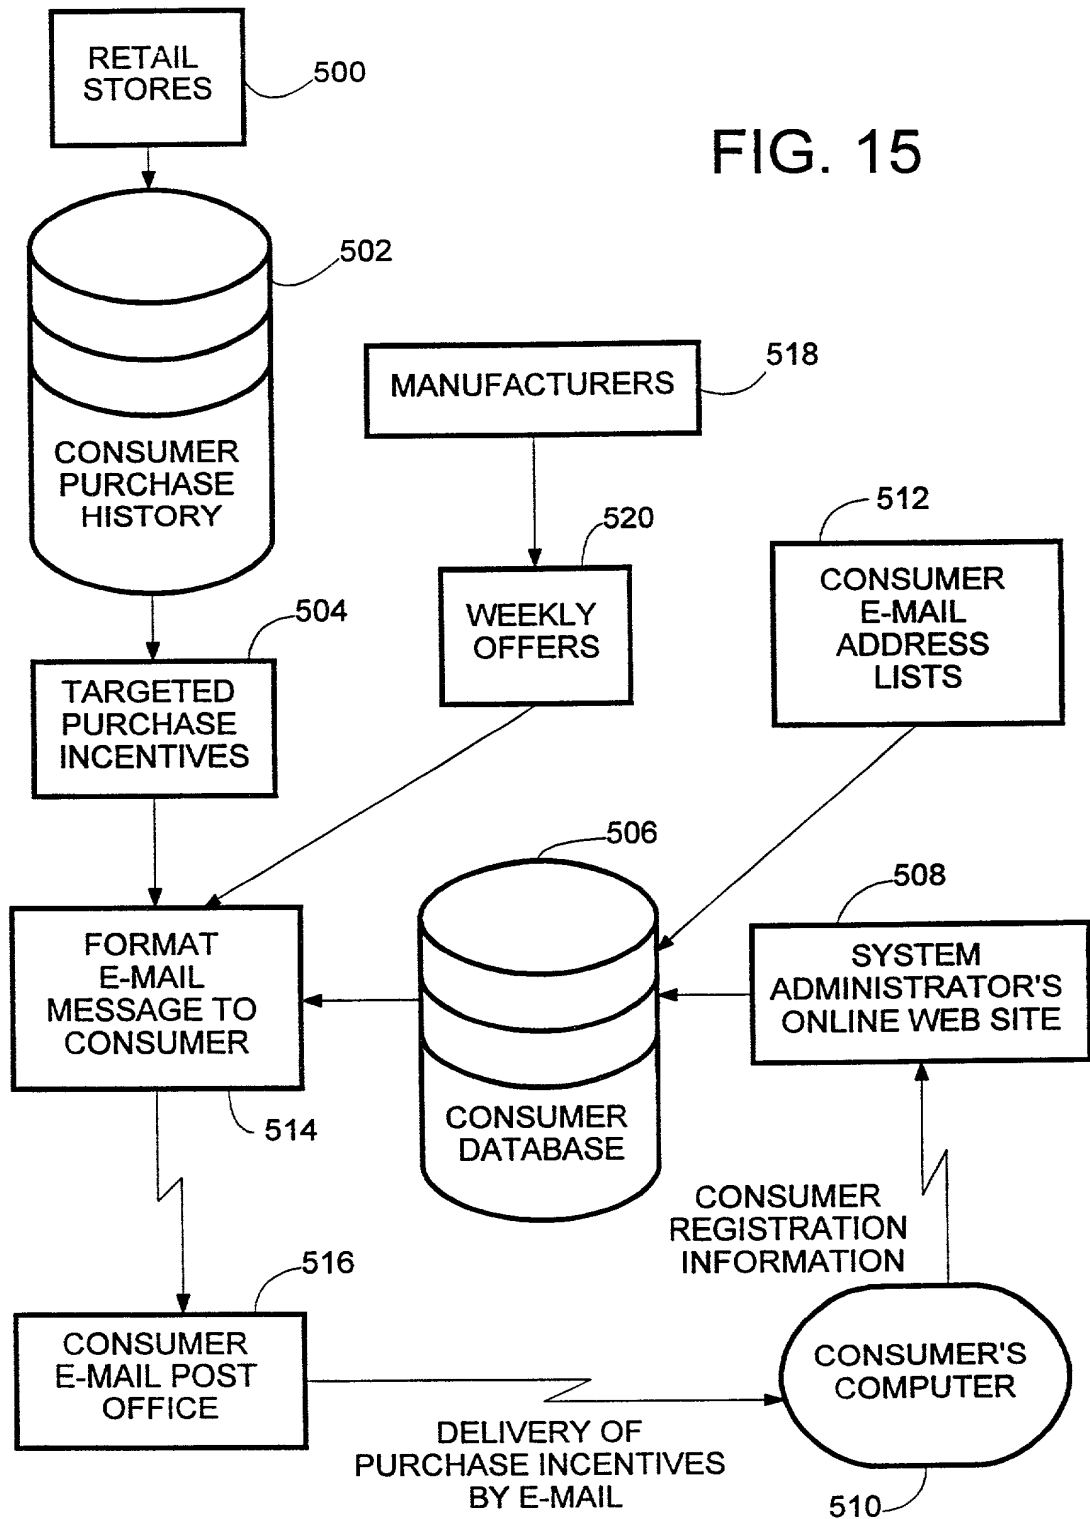 RETAIL
STORES
500
FIG. 15
502
CONSUMER
PURCHASE
HISTORY
MANUFACTURERS
518
520
WEEKLY
OFFERS
512
CONSUMER
E-MAIL
ADDRESS
LISTS
504
TARGETED
PURCHASE
INCENTIVES
506
CONSUMER
DATABASE
508
SYSTEM
ADMINISTRATOR'S
ONLINE WEB SITE
FORMAT
E-MAIL
MESSAGE TO
CONSUMER
514
CONSUMER
REGISTRATION
INFORMATION
516
CONSUMER
E-MAIL POST
OFFICE
DELIVERY OF
PURCHASE INCENTIVES
BY E-MAIL
CONSUMER'S
COMPUTER
510